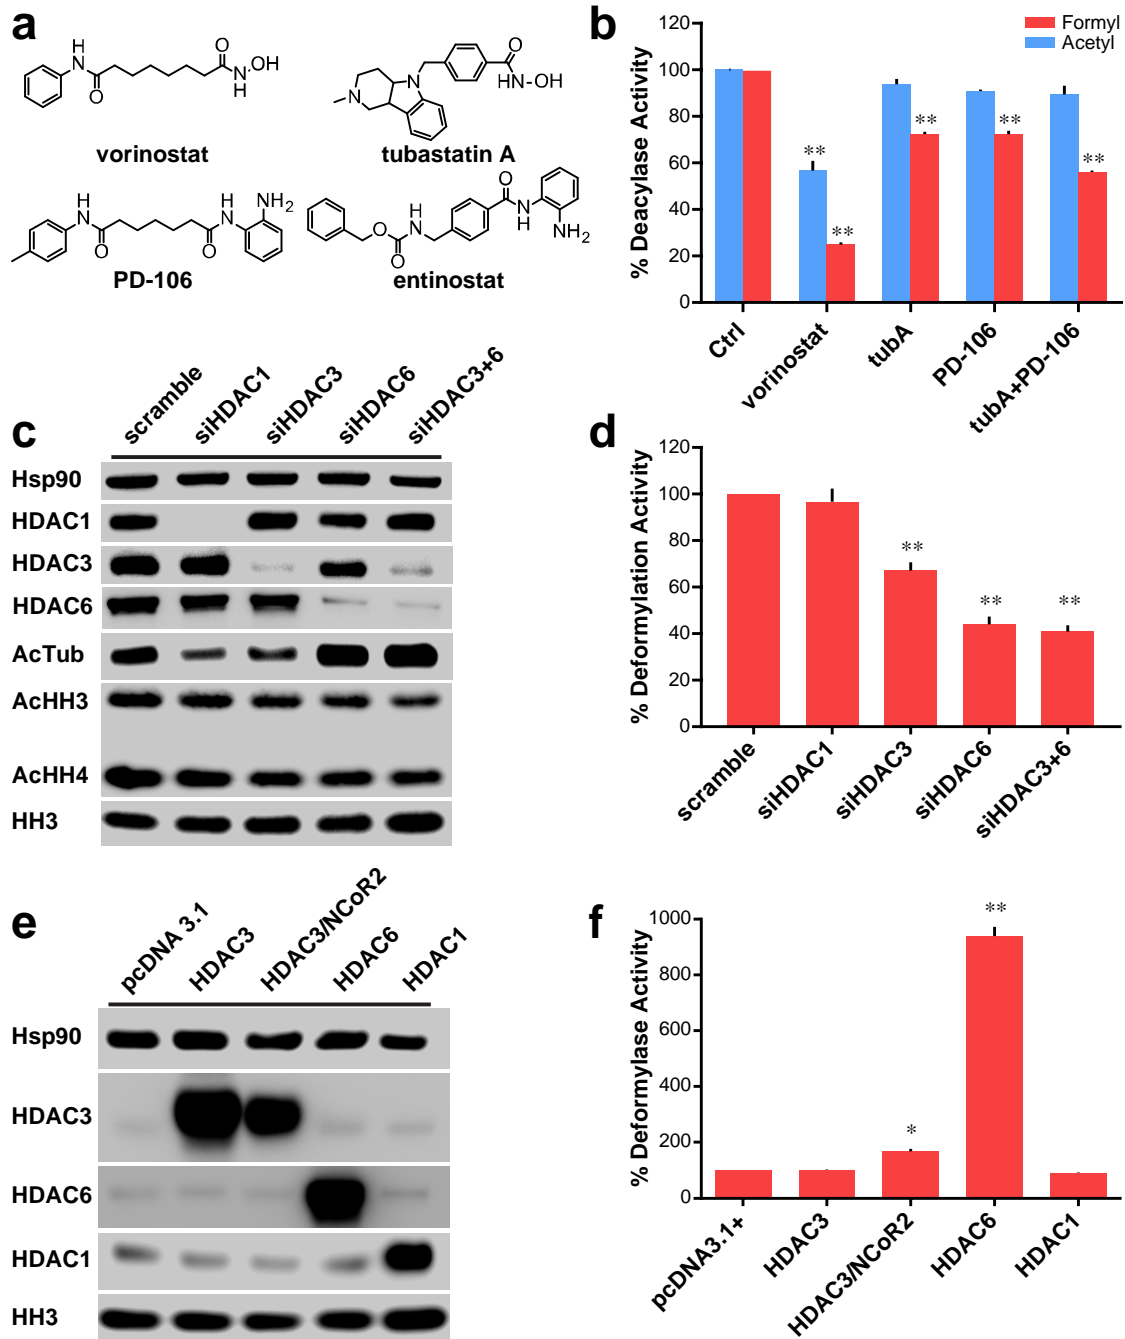 a
H
N
O
O
N
H
OH
N
N
O
HN-OH
vorinostat
tubastatin A
H
N
O
O
H
N
NH2
O
N
H
O
H
N
O
O
NH2
PD-106
entinostat
b
Formyl
Acetyl
% Deacylase Activity
120
100
80
60
40
20
0
**
**
**
**
**
Ctrl
vorinostat
tubA
PD-106
tubA+PD-106
c
scramble
siHDAC1
siHDAC3
siHDAC6
siHDAC3+6
Hsp90
HDAC1
HDAC3
HDAC6
AcTub
AcHH3
AcHH4
HH3
d
% Deformylation Activity
120
100
80
60
40
20
0
**
**
**
scramble
siHDAC1
siHDAC3
siHDAC6
siHDAC3+6
e
pcDNA 3.1
HDAC3
HDAC3/NCoR2
HDAC6
HDAC1
Hsp90
HDAC3
HDAC6
HDAC1
HH3
f
% Deformylase Activity
1000
800
600
400
200
0
*
**
pcDNA3.1+
HDAC3
HDAC3/NCoR2
HDAC6
HDAC1